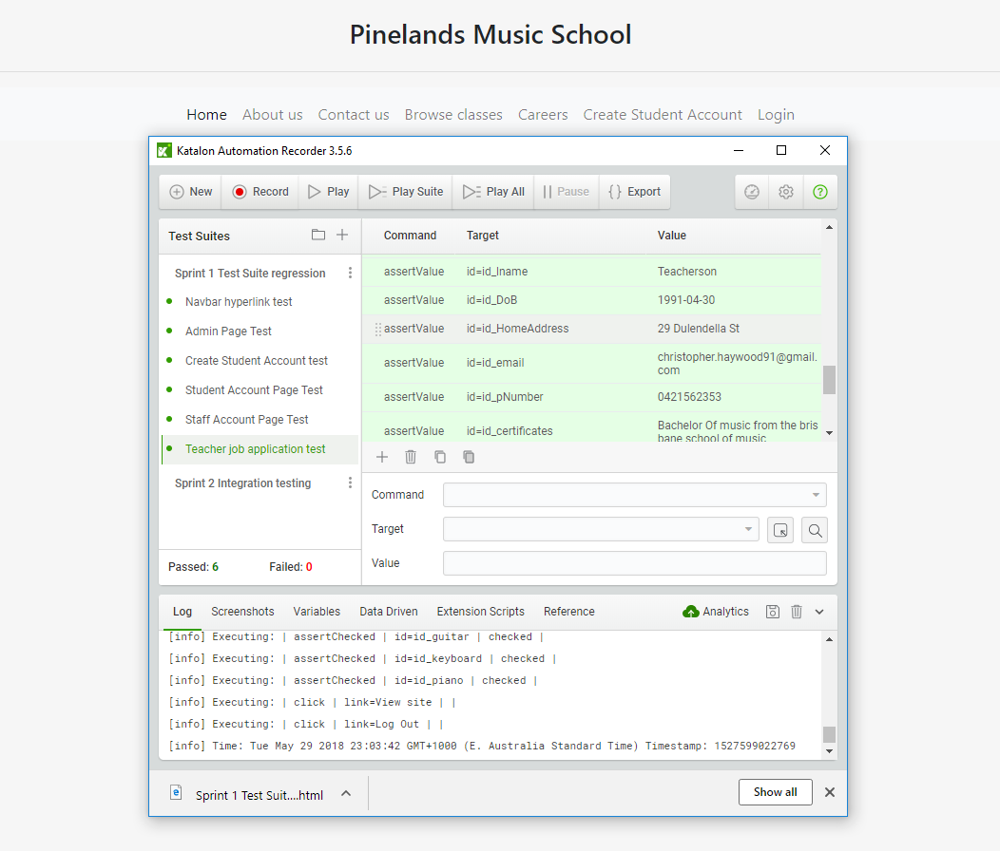 Pinelands Music School
Home About us Contact us Browse classes Careers Create Student Account Login
Katalon Automation Recorder 3.5.6
New Record Play Play Suite Play All Pause Export
Test Suites
Sprint 1 Test Suite regression
Navbar hyperlink test
Admin Page Test
Create Student Account test
Student Account Page Test
Staff Account Page Test
Teacher job application test
Sprint 2 Integration testing
Passed: 6 Failed: 0
Command Target Value
assertValue id=id_lname Teacherson
assertValue id=id_DoB 1991-04-30
assertValue id=id_HomeAddress 29 Dulendella St
assertValue id=id_email christopher.haywood91@gmail.
com
assertValue id=id_pNumber 0421562353
assertValue id=id_certificates Bachelor Of music from the bris
bane school of music
Command
Target
Value
Log Screenshots Variables Data Driven Extension Scripts Reference Analytics
[info] Executing: | assertChecked | id=id_guitar | checked |
[info] Executing: | assertChecked | id=id_keyboard | checked |
[info] Executing: | assertChecked | id=id_piano | checked |
[info] Executing: | click | link=View site | |
[info] Executing: | click | link=Log Out | |
[info] Time: Tue May 29 2018 23:03:42 GMT+1000 (E. Australia Standard Time) Timestamp: 1527599022769
Sprint 1 Test Suit....html Show all